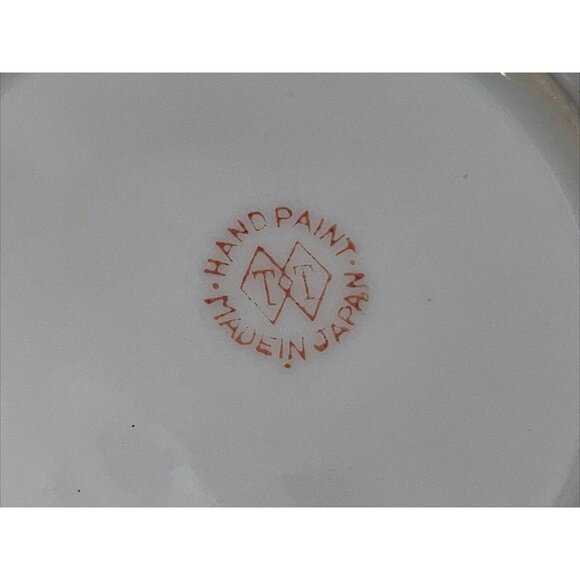 · HAND PAINT ·
T T
MADE IN JAPAN